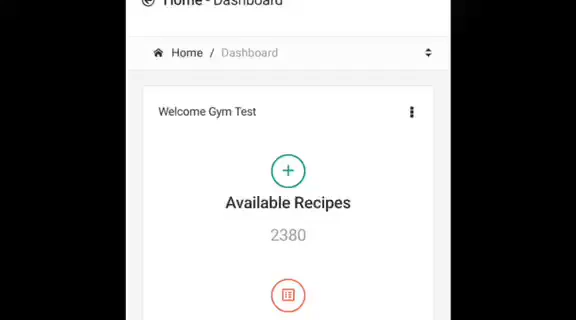 Home - Dashboard
Home / Dashboard
Welcome Gym Test
Available Recipes
2380